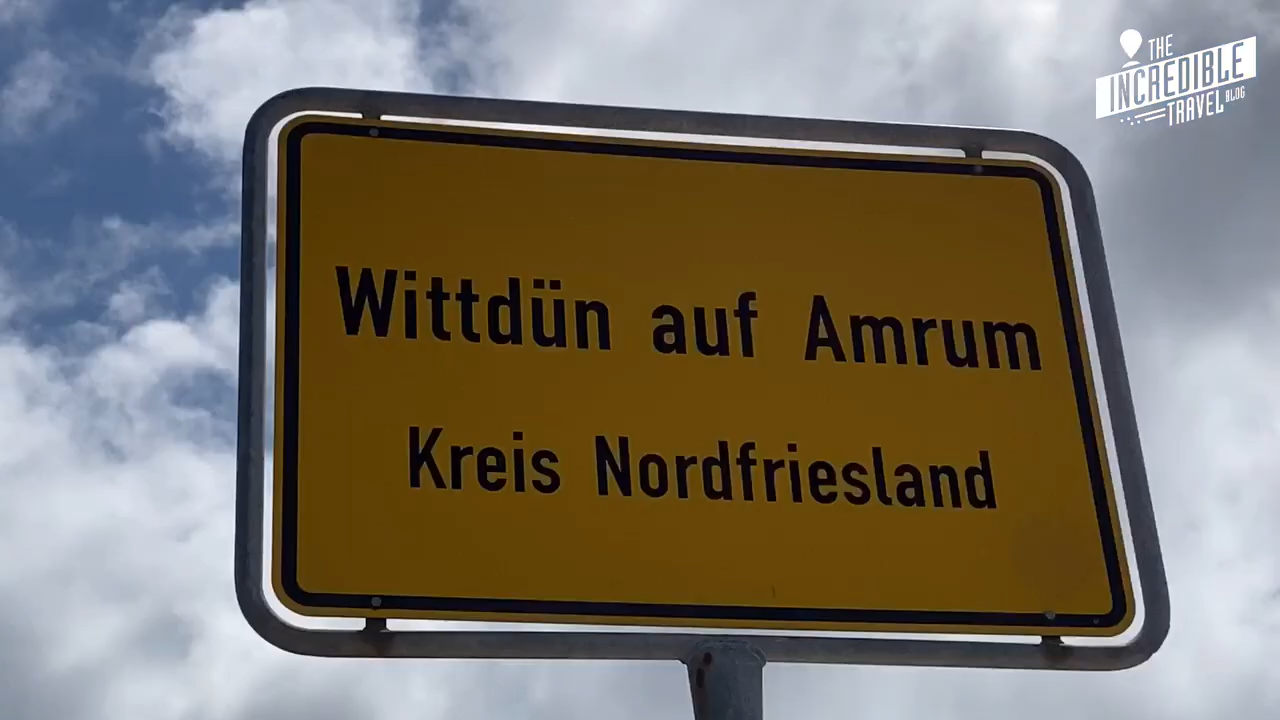 THE
INCREDIBLE
TRAVEL BLOG
Wittdün auf Amrum
Kreis Nordfriesland